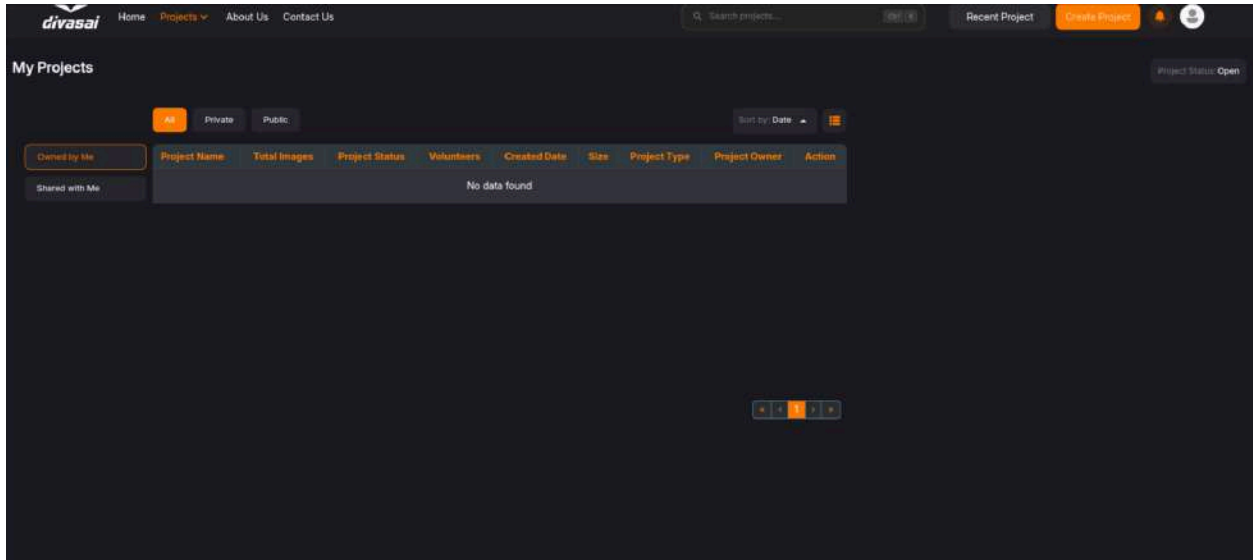 divasai Home Projects About Us Contact Us Search projects... Ctrl K Recent Project Create Project
My Projects
Project Status: Open
All Private Public
Sort by: Date
Owned by Me
Shared with Me
Project Name Total Images Project Status Volunteers Created Date Size Project Type Project Owner Action
No data found
« ‹ 1 › »